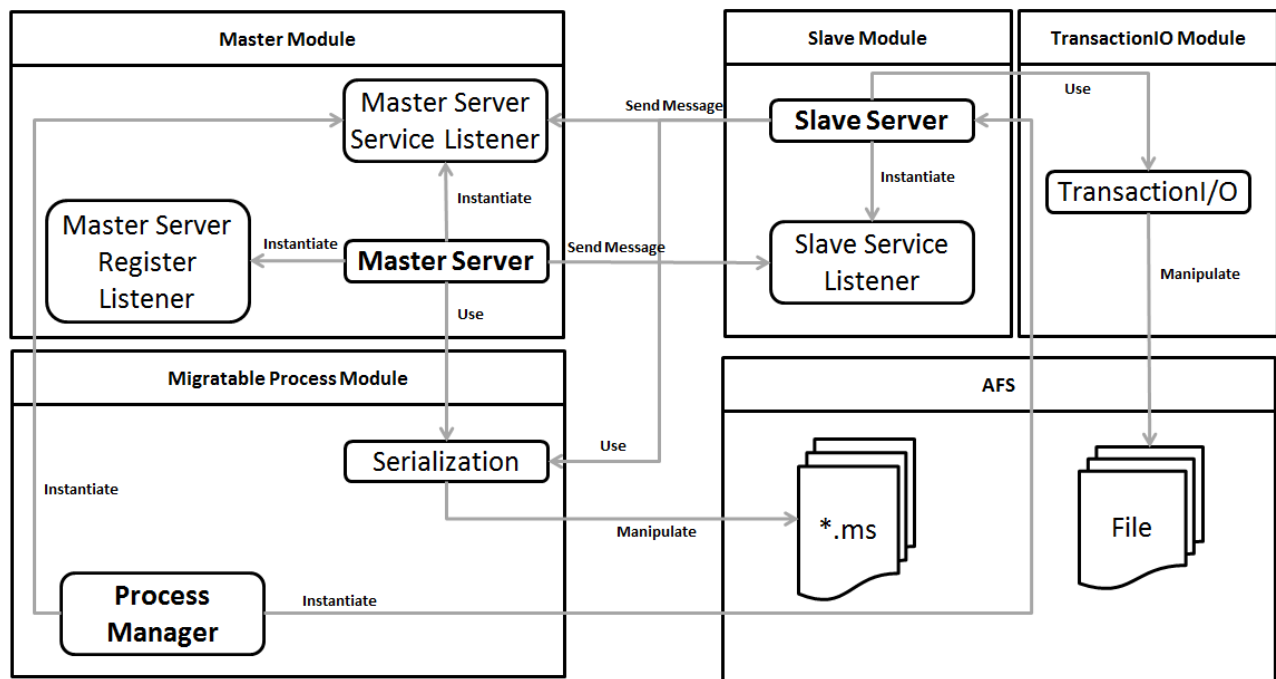 Master Module
Slave Module
TransactionIO Module
Master Server
Service Listener
Send Message
Slave Server
Use
Instantiate
Instantiate
TransactionI/O
Master Server
Register
Listener
Instantiate
Master Server
Send Message
Slave Service
Listener
Manipulate
Use
Migratable Process Module
AFS
Serialization
Use
Instantiate
*.ms
File
Manipulate
Process
Manager
Instantiate